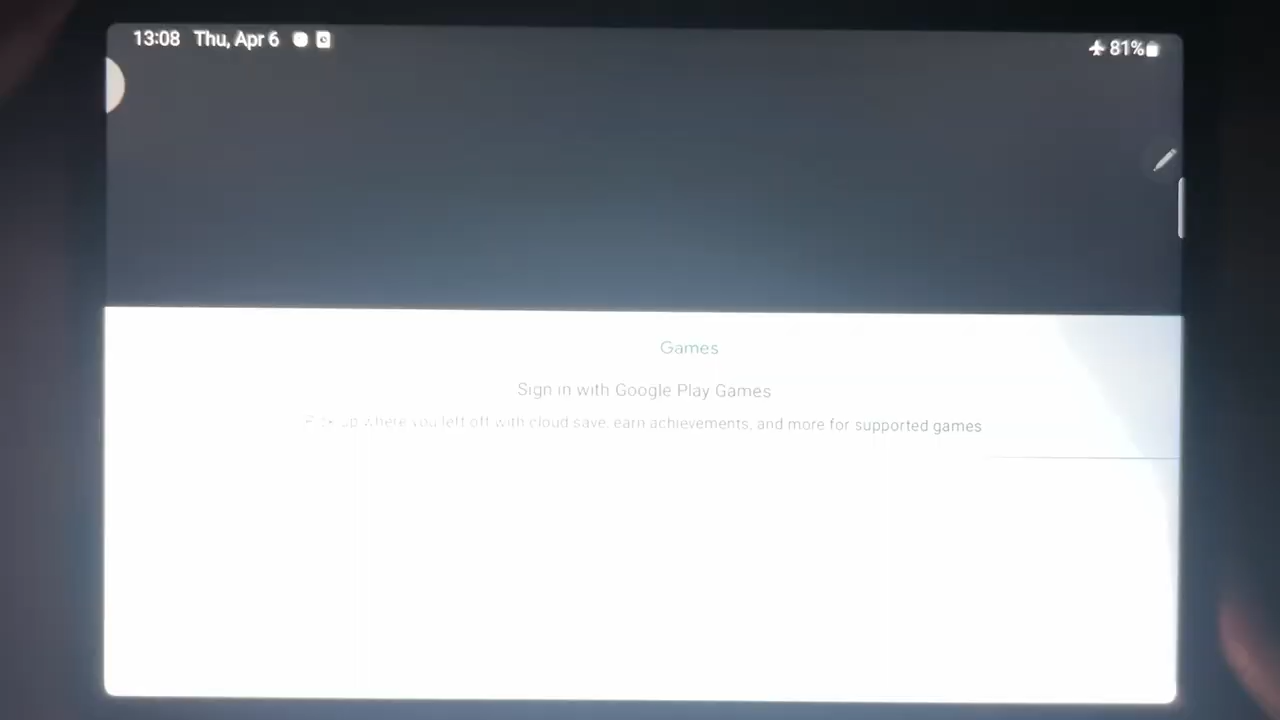 13:08 Thu, Apr 6
81%
Games
Sign in with Google Play Games
Pick up where you left off with cloud save, earn achievements, and more for supported games